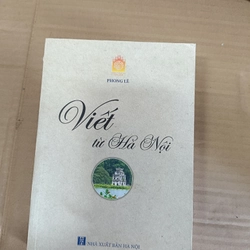 PHONG LÊ
Viết
từ Hà Nội
NHÀ XUẤT BẢN HÀ NỘI